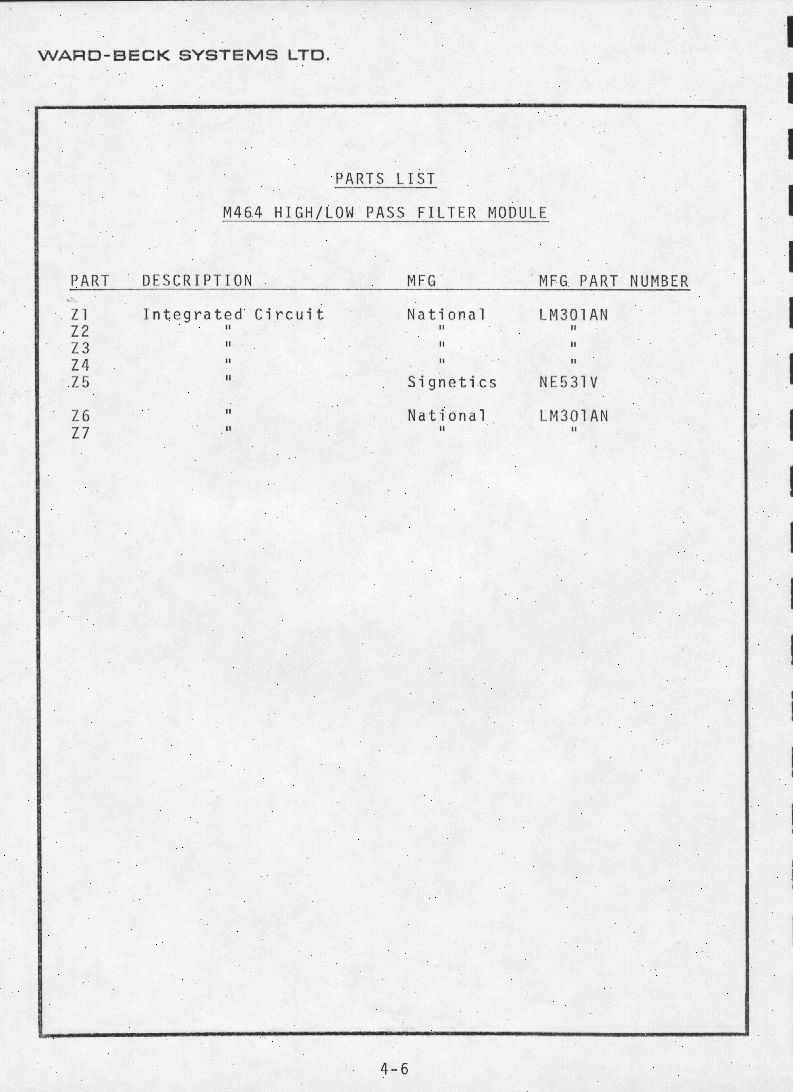 WARD-BECK SYSTEMS LTD.
PARTS LIST
M464 HIGH/LOW PASS FILTER MODULE
PART DESCRIPTION MFG MFG. PART NUMBER
Z1 Integrated Circuit National LM301AN
Z2 " " "
Z3 " " "
Z4 " " "
Z5 " Signetics NE531V
Z6 " National LM301AN
Z7 " " "
4-6